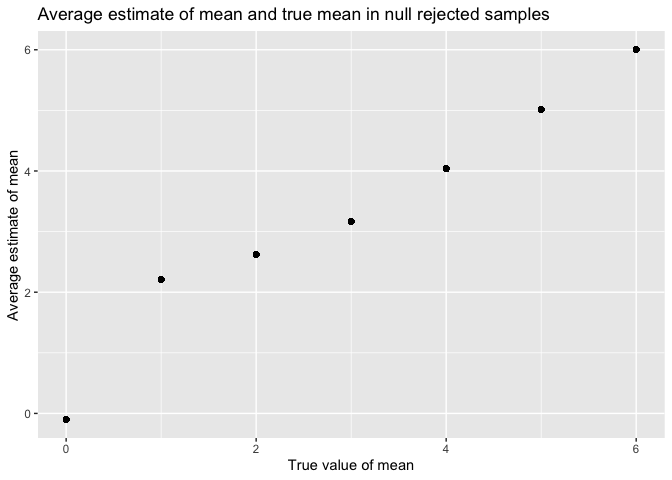 Average estimate of mean and true mean in null rejected samples
6
4
2
0
Average estimate of mean
0 2 4 6
True value of mean